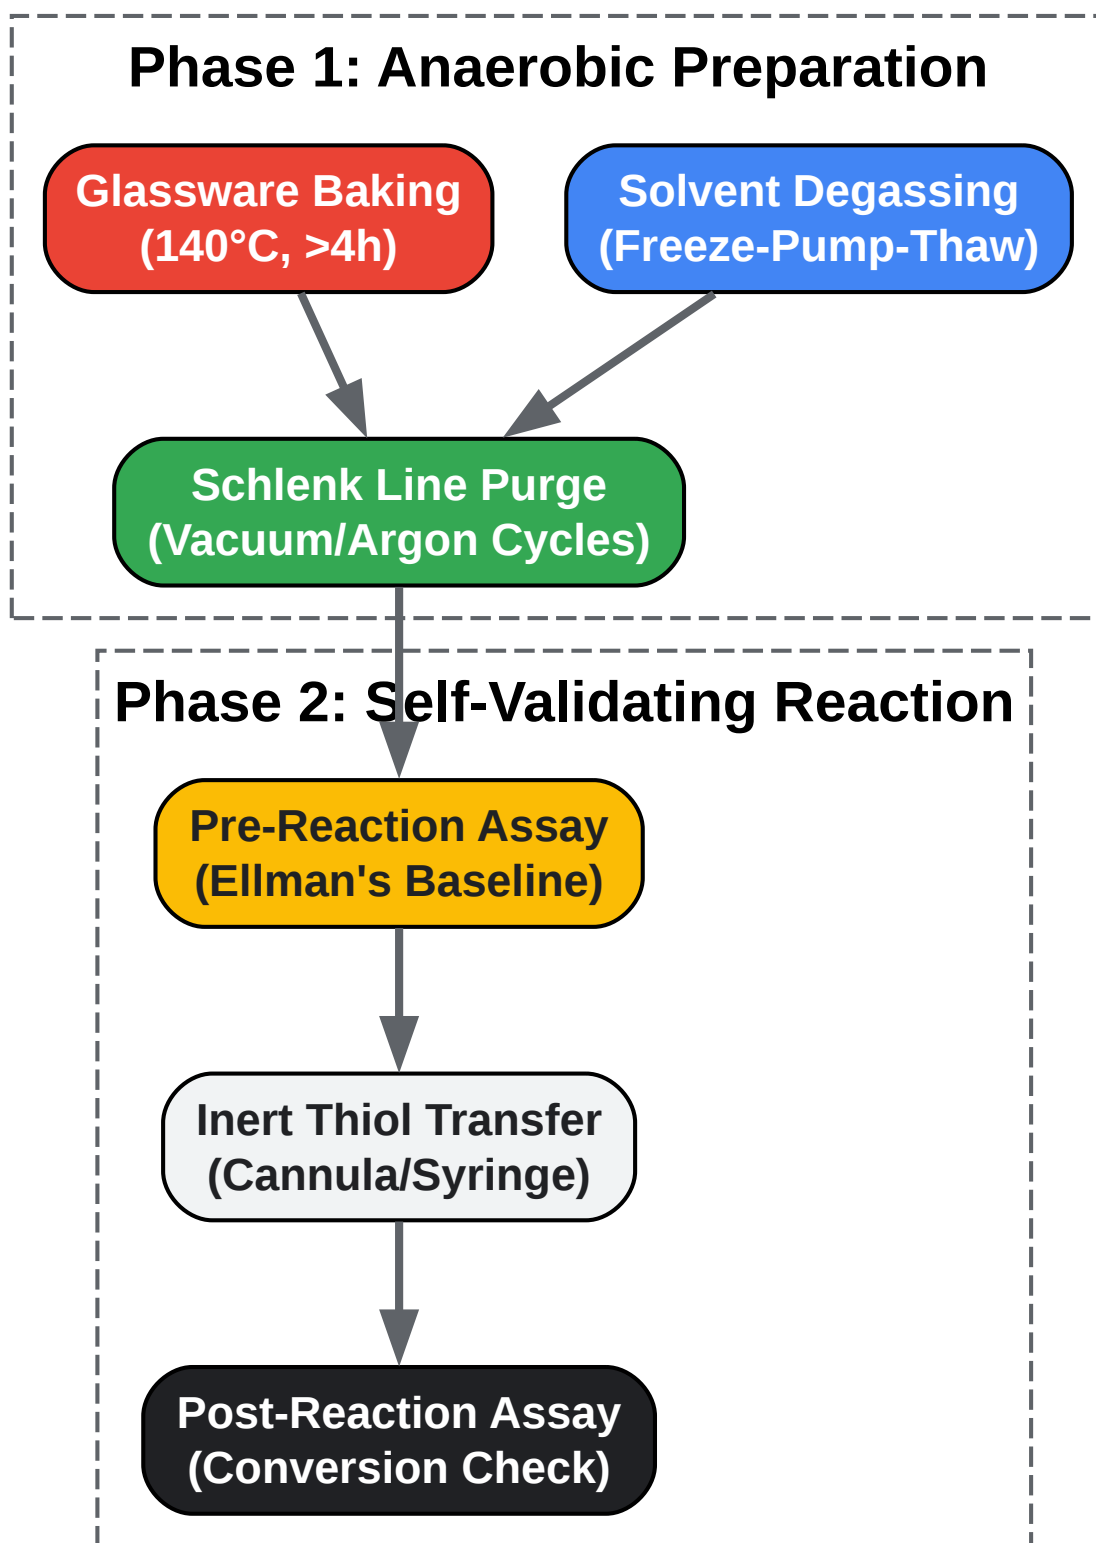 Phase 1: Anaerobic Preparation
Glassware Baking
(140°C, >4h)
Solvent Degassing
(Freeze-Pump-Thaw)
Schlenk Line Purge
(Vacuum/Argon Cycles)
Phase 2: Self-Validating Reaction
Pre-Reaction Assay
(Ellman's Baseline)
Inert Thiol Transfer
(Cannula/Syringe)
Post-Reaction Assay
(Conversion Check)